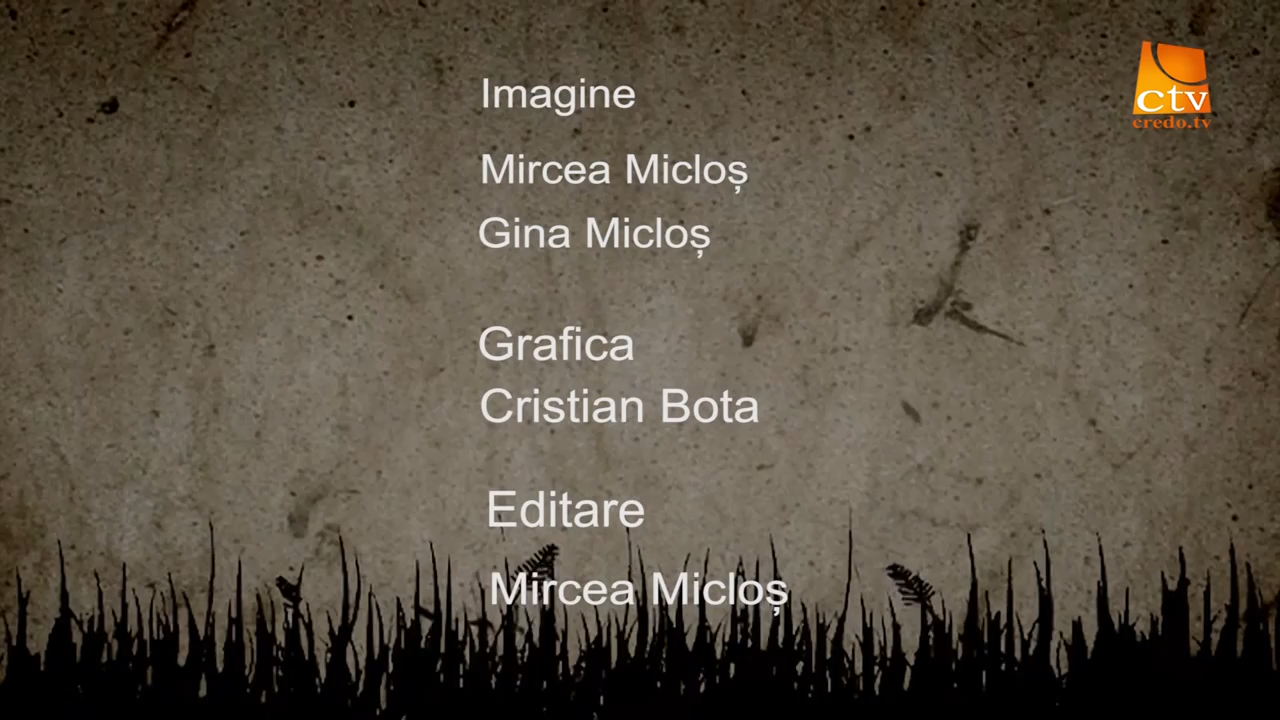 Imagine
Mircea Micloș
Gina Micloș
Grafica
Cristian Bota
Editare
Mircea Micloș
ctv
credo.tv